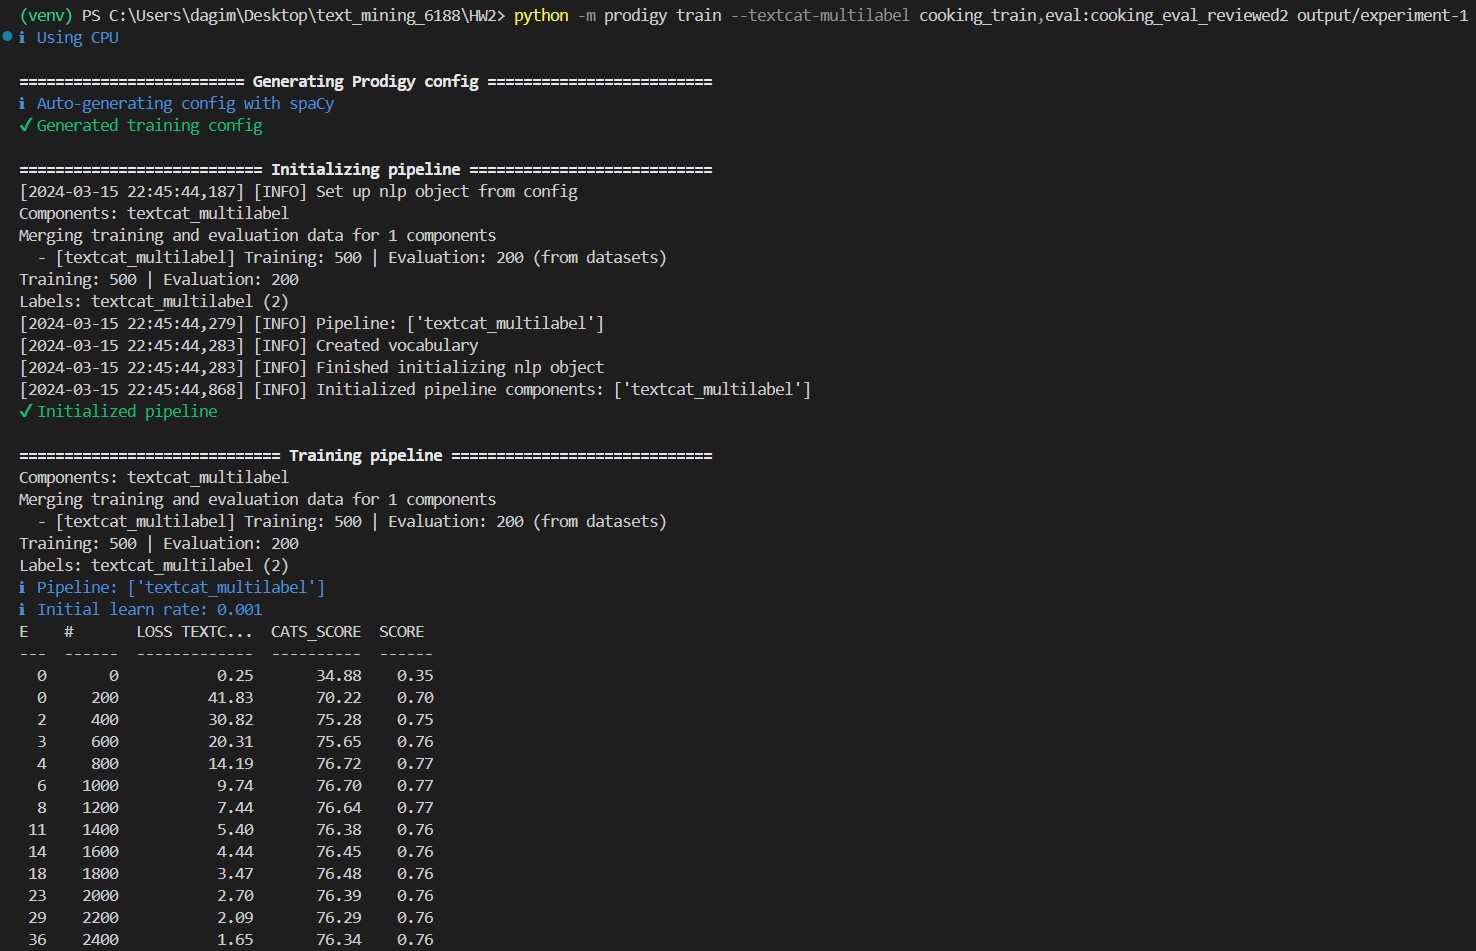 (venv) PS C:\Users\dagim\Desktop\text_mining_6188\HW2> python -m prodigy train --textcat-multilabel cooking_train,eval:cooking_eval_reviewed2 output/experiment-1
ℹ Using CPU
========================= Generating Prodigy config =========================
ℹ Auto-generating config with spaCy
✔ Generated training config
=========================== Initializing pipeline ===========================
[2024-03-15 22:45:44,187] [INFO] Set up nlp object from config
Components: textcat_multilabel
Merging training and evaluation data for 1 components
  - [textcat_multilabel] Training: 500 | Evaluation: 200 (from datasets)
Training: 500 | Evaluation: 200
Labels: textcat_multilabel (2)
[2024-03-15 22:45:44,279] [INFO] Pipeline: ['textcat_multilabel']
[2024-03-15 22:45:44,283] [INFO] Created vocabulary
[2024-03-15 22:45:44,283] [INFO] Finished initializing nlp object
[2024-03-15 22:45:44,868] [INFO] Initialized pipeline components: ['textcat_multilabel']
✔ Initialized pipeline
============================= Training pipeline =============================
Components: textcat_multilabel
Merging training and evaluation data for 1 components
  - [textcat_multilabel] Training: 500 | Evaluation: 200 (from datasets)
Training: 500 | Evaluation: 200
Labels: textcat_multilabel (2)
ℹ Pipeline: ['textcat_multilabel']
ℹ Initial learn rate: 0.001
E    #       LOSS TEXTC...  CATS_SCORE  SCORE
---  ------  -------------  ----------  ------
  0       0           0.25       34.88    0.35
  0     200          41.83       70.22    0.70
  2     400          30.82       75.28    0.75
  3     600          20.31       75.65    0.76
  4     800          14.19       76.72    0.77
  6    1000           9.74       76.70    0.77
  8    1200           7.44       76.64    0.77
 11    1400           5.40       76.38    0.76
 14    1600           4.44       76.45    0.76
 18    1800           3.47       76.48    0.76
 23    2000           2.70       76.39    0.76
 29    2200           2.09       76.29    0.76
 36    2400           1.65       76.34    0.76